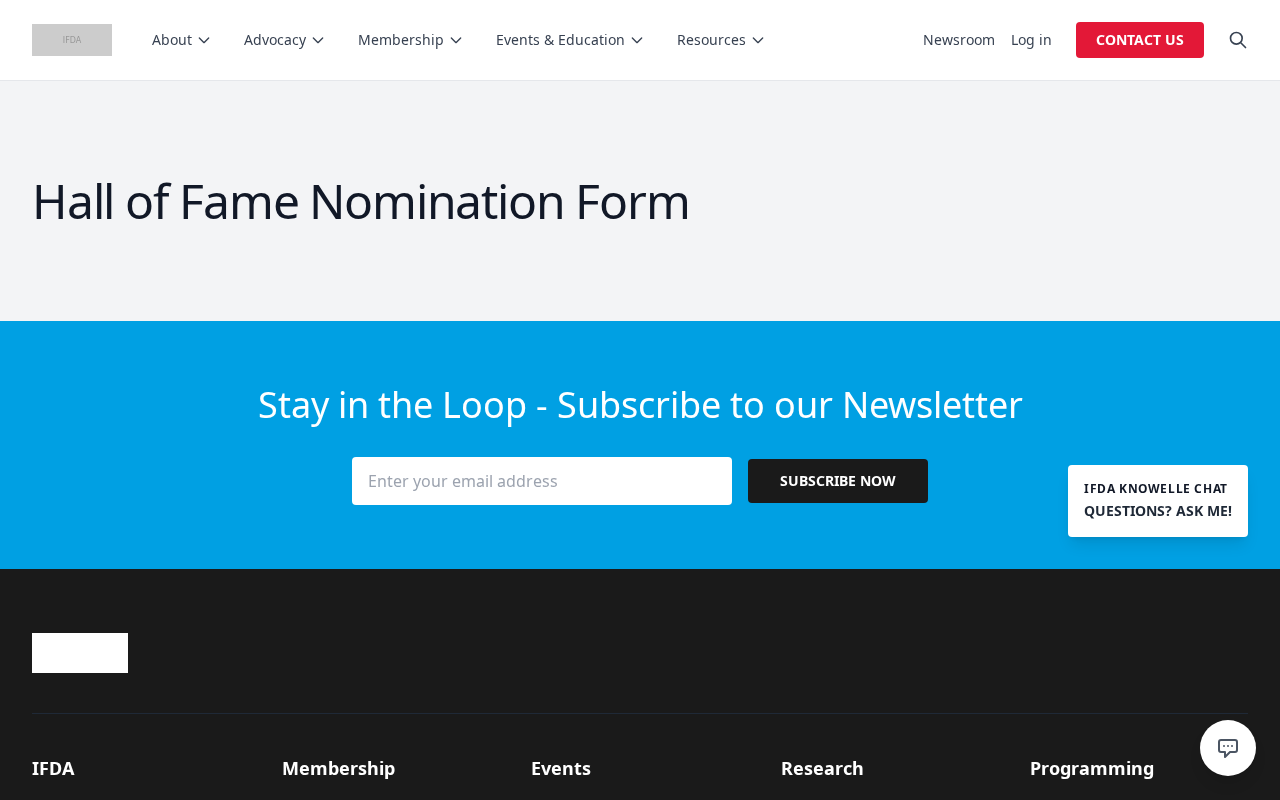 IFDA
About
Advocacy
Membership
Events & Education
Resources
Newsroom
Log in
CONTACT US
Hall of Fame Nomination Form
Stay in the Loop - Subscribe to our Newsletter
Enter your email address
SUBSCRIBE NOW
IFDA KNOWELLE CHAT
QUESTIONS? ASK ME!
IFDA
Membership
Events
Research
Programming